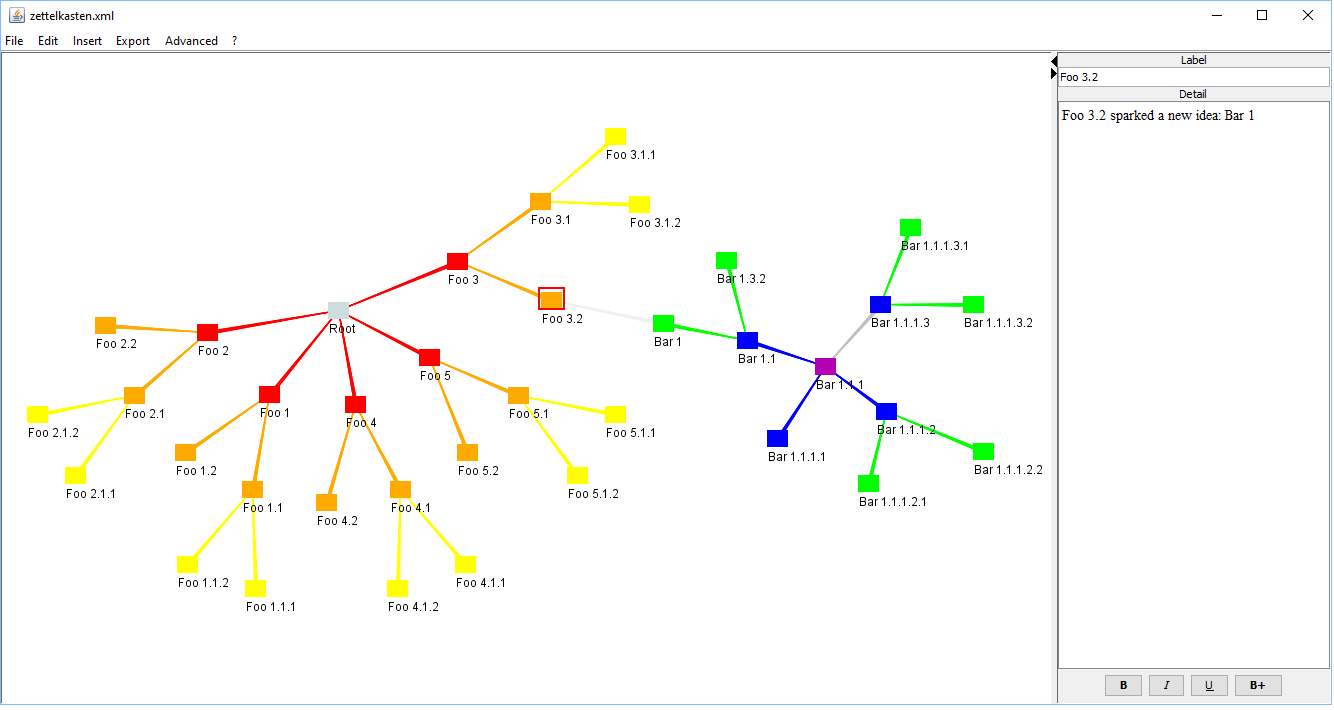 zettelkasten.xml
File Edit Insert Export Advanced ?
Label
Foo 3.2
Detail
Foo 3.2 sparked a new idea: Bar 1
Foo 3.1.1
Foo 3.1
Foo 3.1.2
Bar 1.1.1.3.1
Foo 3
Bar 1.3.2
Foo 3.2
Bar 1.1.1.3
Bar 1.1.1.3.2
Root
Foo 2.2
Foo 2
Bar 1
Bar 1.1
Foo 5
Bar 1.1.1
Foo 2.1
Foo 1
Foo 4
Foo 5.1
Foo 2.1.2
Foo 5.1.1
Bar 1.1.1.2
Bar 1.1.1.1
Foo 1.2
Foo 5.2
Bar 1.1.1.2.2
Foo 2.1.1
Foo 5.1.2
Bar 1.1.1.2.1
Foo 1.1
Foo 4.1
Foo 4.2
Foo 1.1.2
Foo 4.1.1
Foo 1.1.1
Foo 4.1.2
B I U B+